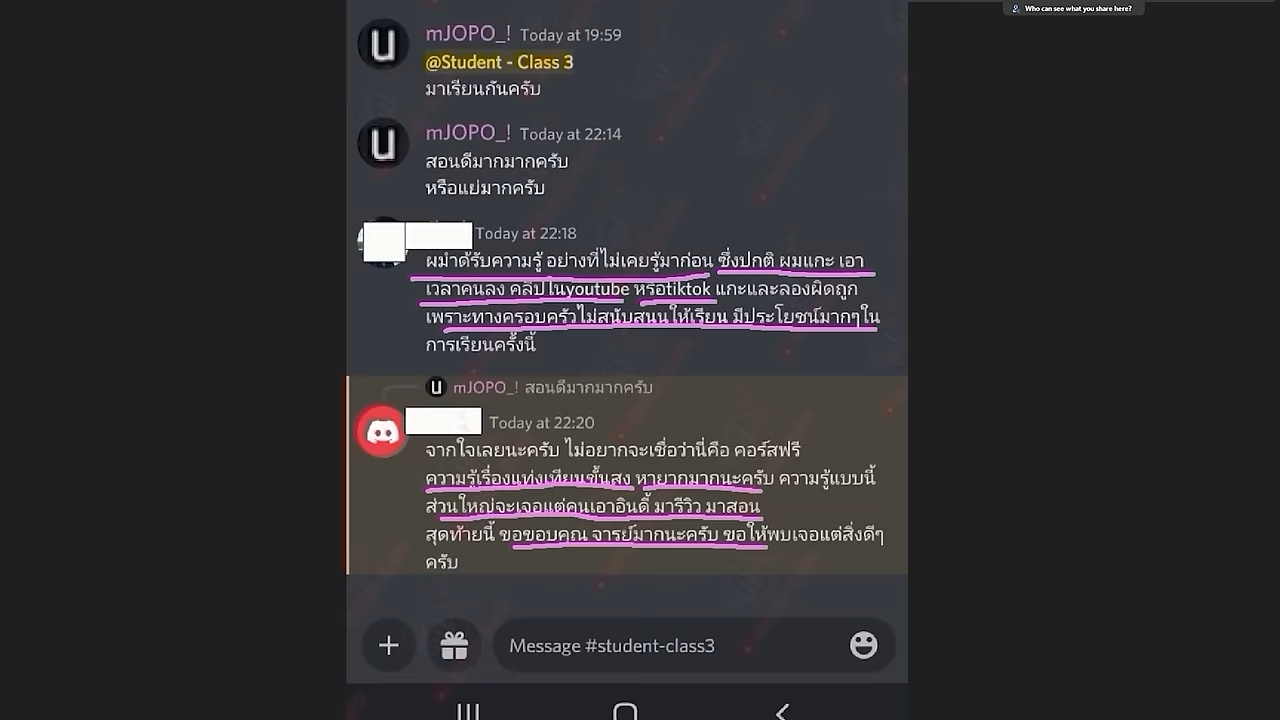 Who can see what you share here?
mJOPO_! Today at 19:59
@Student - Class 3
มาเรียนกันครับ
mJOPO_! Today at 22:14
สอนดีมากมากครับ
หรือแย่มากครับ
Today at 22:18
ผมำด้รับความรู้ อย่างที่ไม่เคยรู้มาก่อน ซึ่งปกติ ผมแกะ เอา
เวลาคนลง คลิปในyoutube หรือtiktok แกะและลองผิดถูก
เพราะทางครอบครัวไม่สนับสนนให้เรียน มีประโยชน์มากๆใน
การเรียนครั้งนี้
mJOPO_! สอนดีมากมากครับ
Today at 22:20
จากใจเลยนะครับ ไม่อยากจะเชื่อว่านี่คือ คอร์สฟรี
ความรู้เรื่องแท่งเทียนขั้นสูง หายากมากนะครับ ความรู้แบบนี้
ส่วนใหญ่จะเจอแต่คนเอาอินดี้ มารีวิว มาสอน
สุดท้ายนี้ ขอขอบคุณ จารย์มากนะครับ ขอให้พบเจอแต่สิ่งดีๆ
ครับ
Message #student-class3